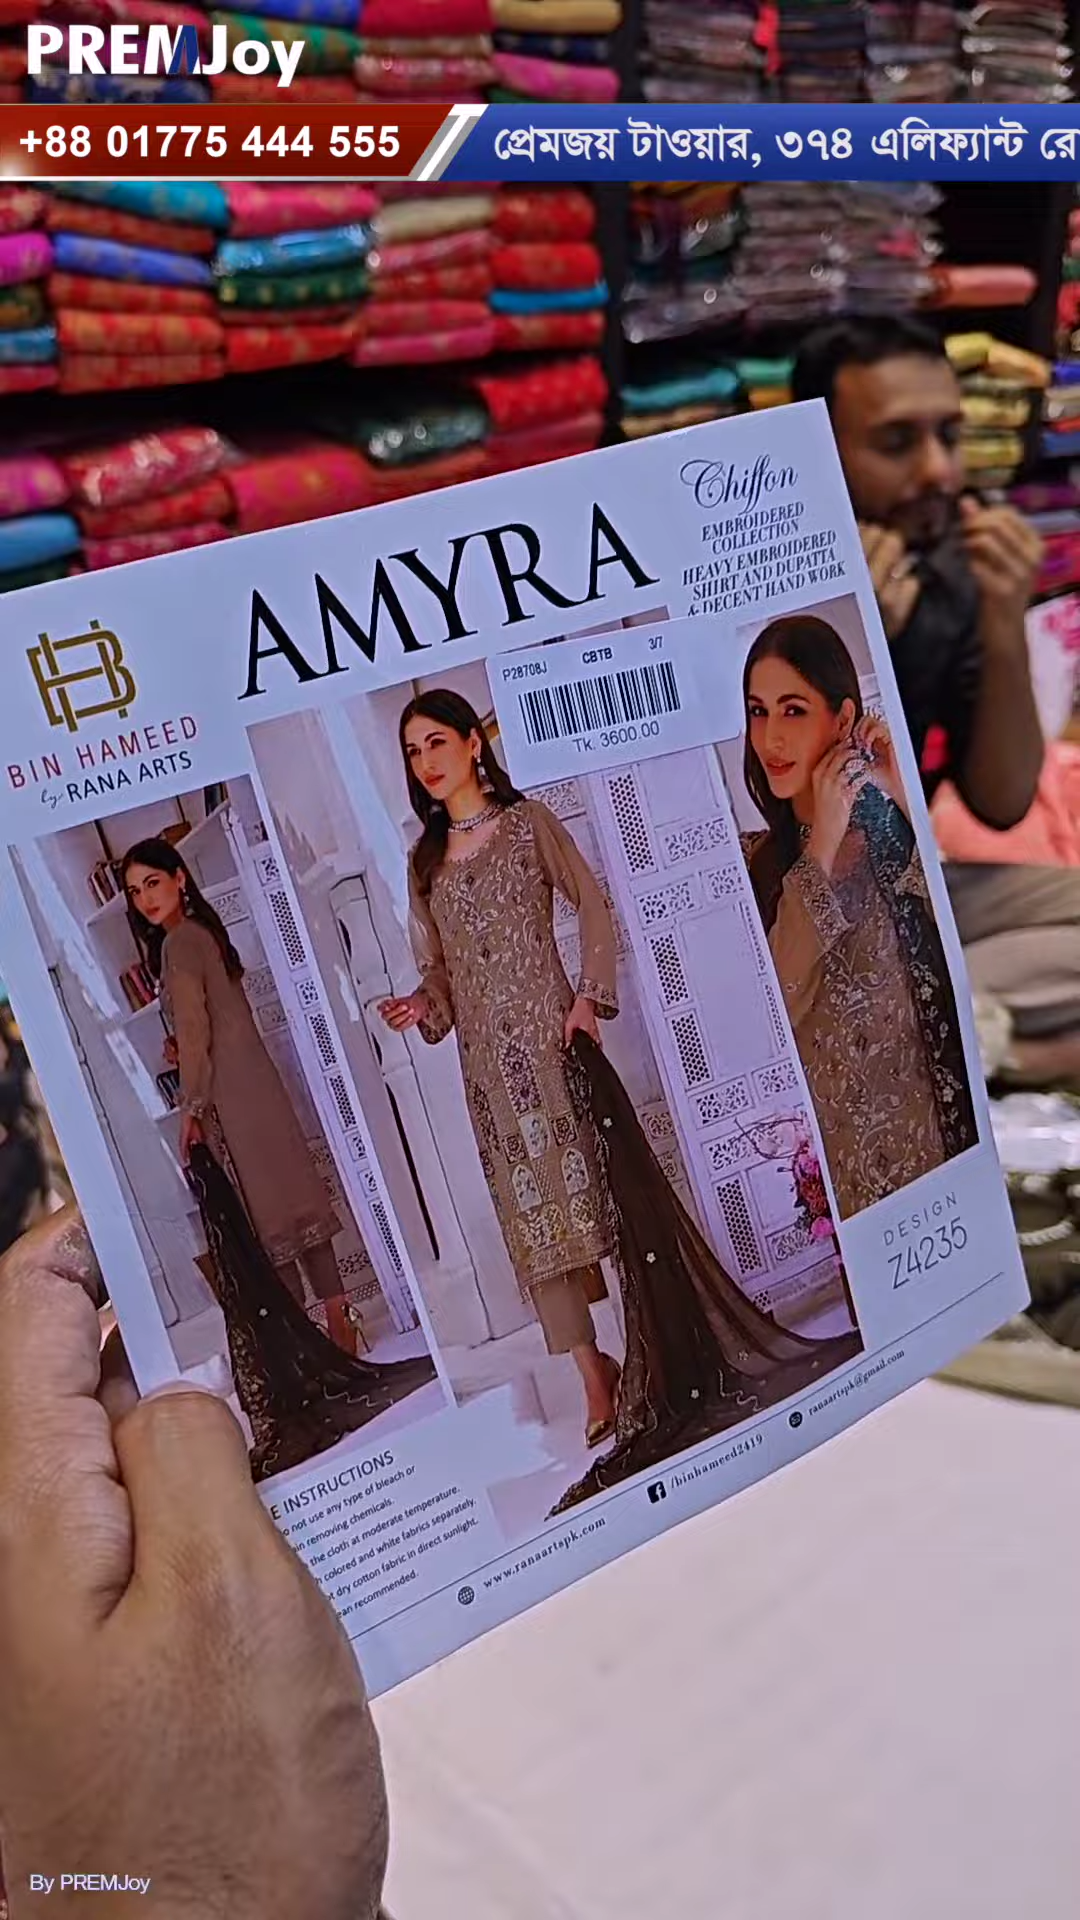 PREMJoy
+88 01775 444 555
প্রেমজয় টাওয়ার, ৩৭৪ এলিফ্যান্ট রো
Chiffon
EMBROIDERED
COLLECTION
HEAVY EMBROIDERED
SHIRT AND DUPATTA
& DECENT HAND WORK
AMYRA
BH
BIN HAMEED
by RANA ARTS
P28708J CBTB 3/7
Tk. 3600.00
DESIGN
Z4235
E INSTRUCTIONS
o not use any type of bleach or
ain removing chemicals.
the cloth at moderate temperature.
h colored and white fabrics separately.
t dry cotton fabric in direct sunlight.
ean recommended.
www.ranaartspk.com
/binhameed2419
ranaartspk@gmail.com
By PREMJoy